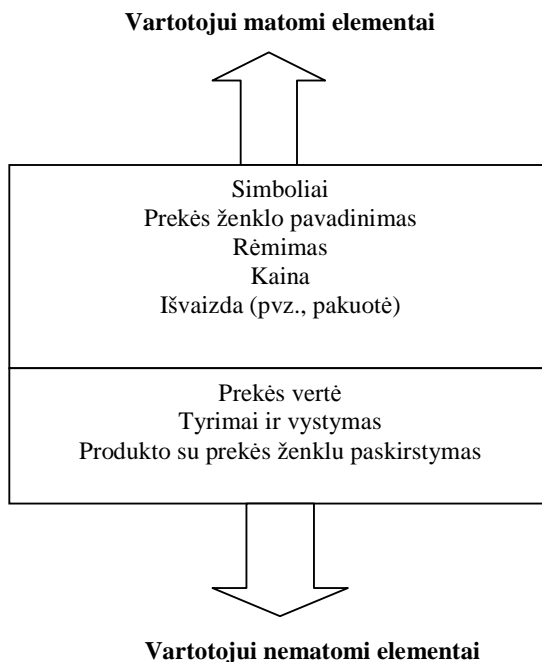 Vartotojui matomi elementai
Simboliai
Prekės ženklo pavadinimas
Rėmimas
Kaina
Išvaizda (pvz., pakuotė)
Prekės vertė
Tyrimai ir vystymas
Produkto su prekės ženklu paskirstymas
Vartotojui nematomi elementai